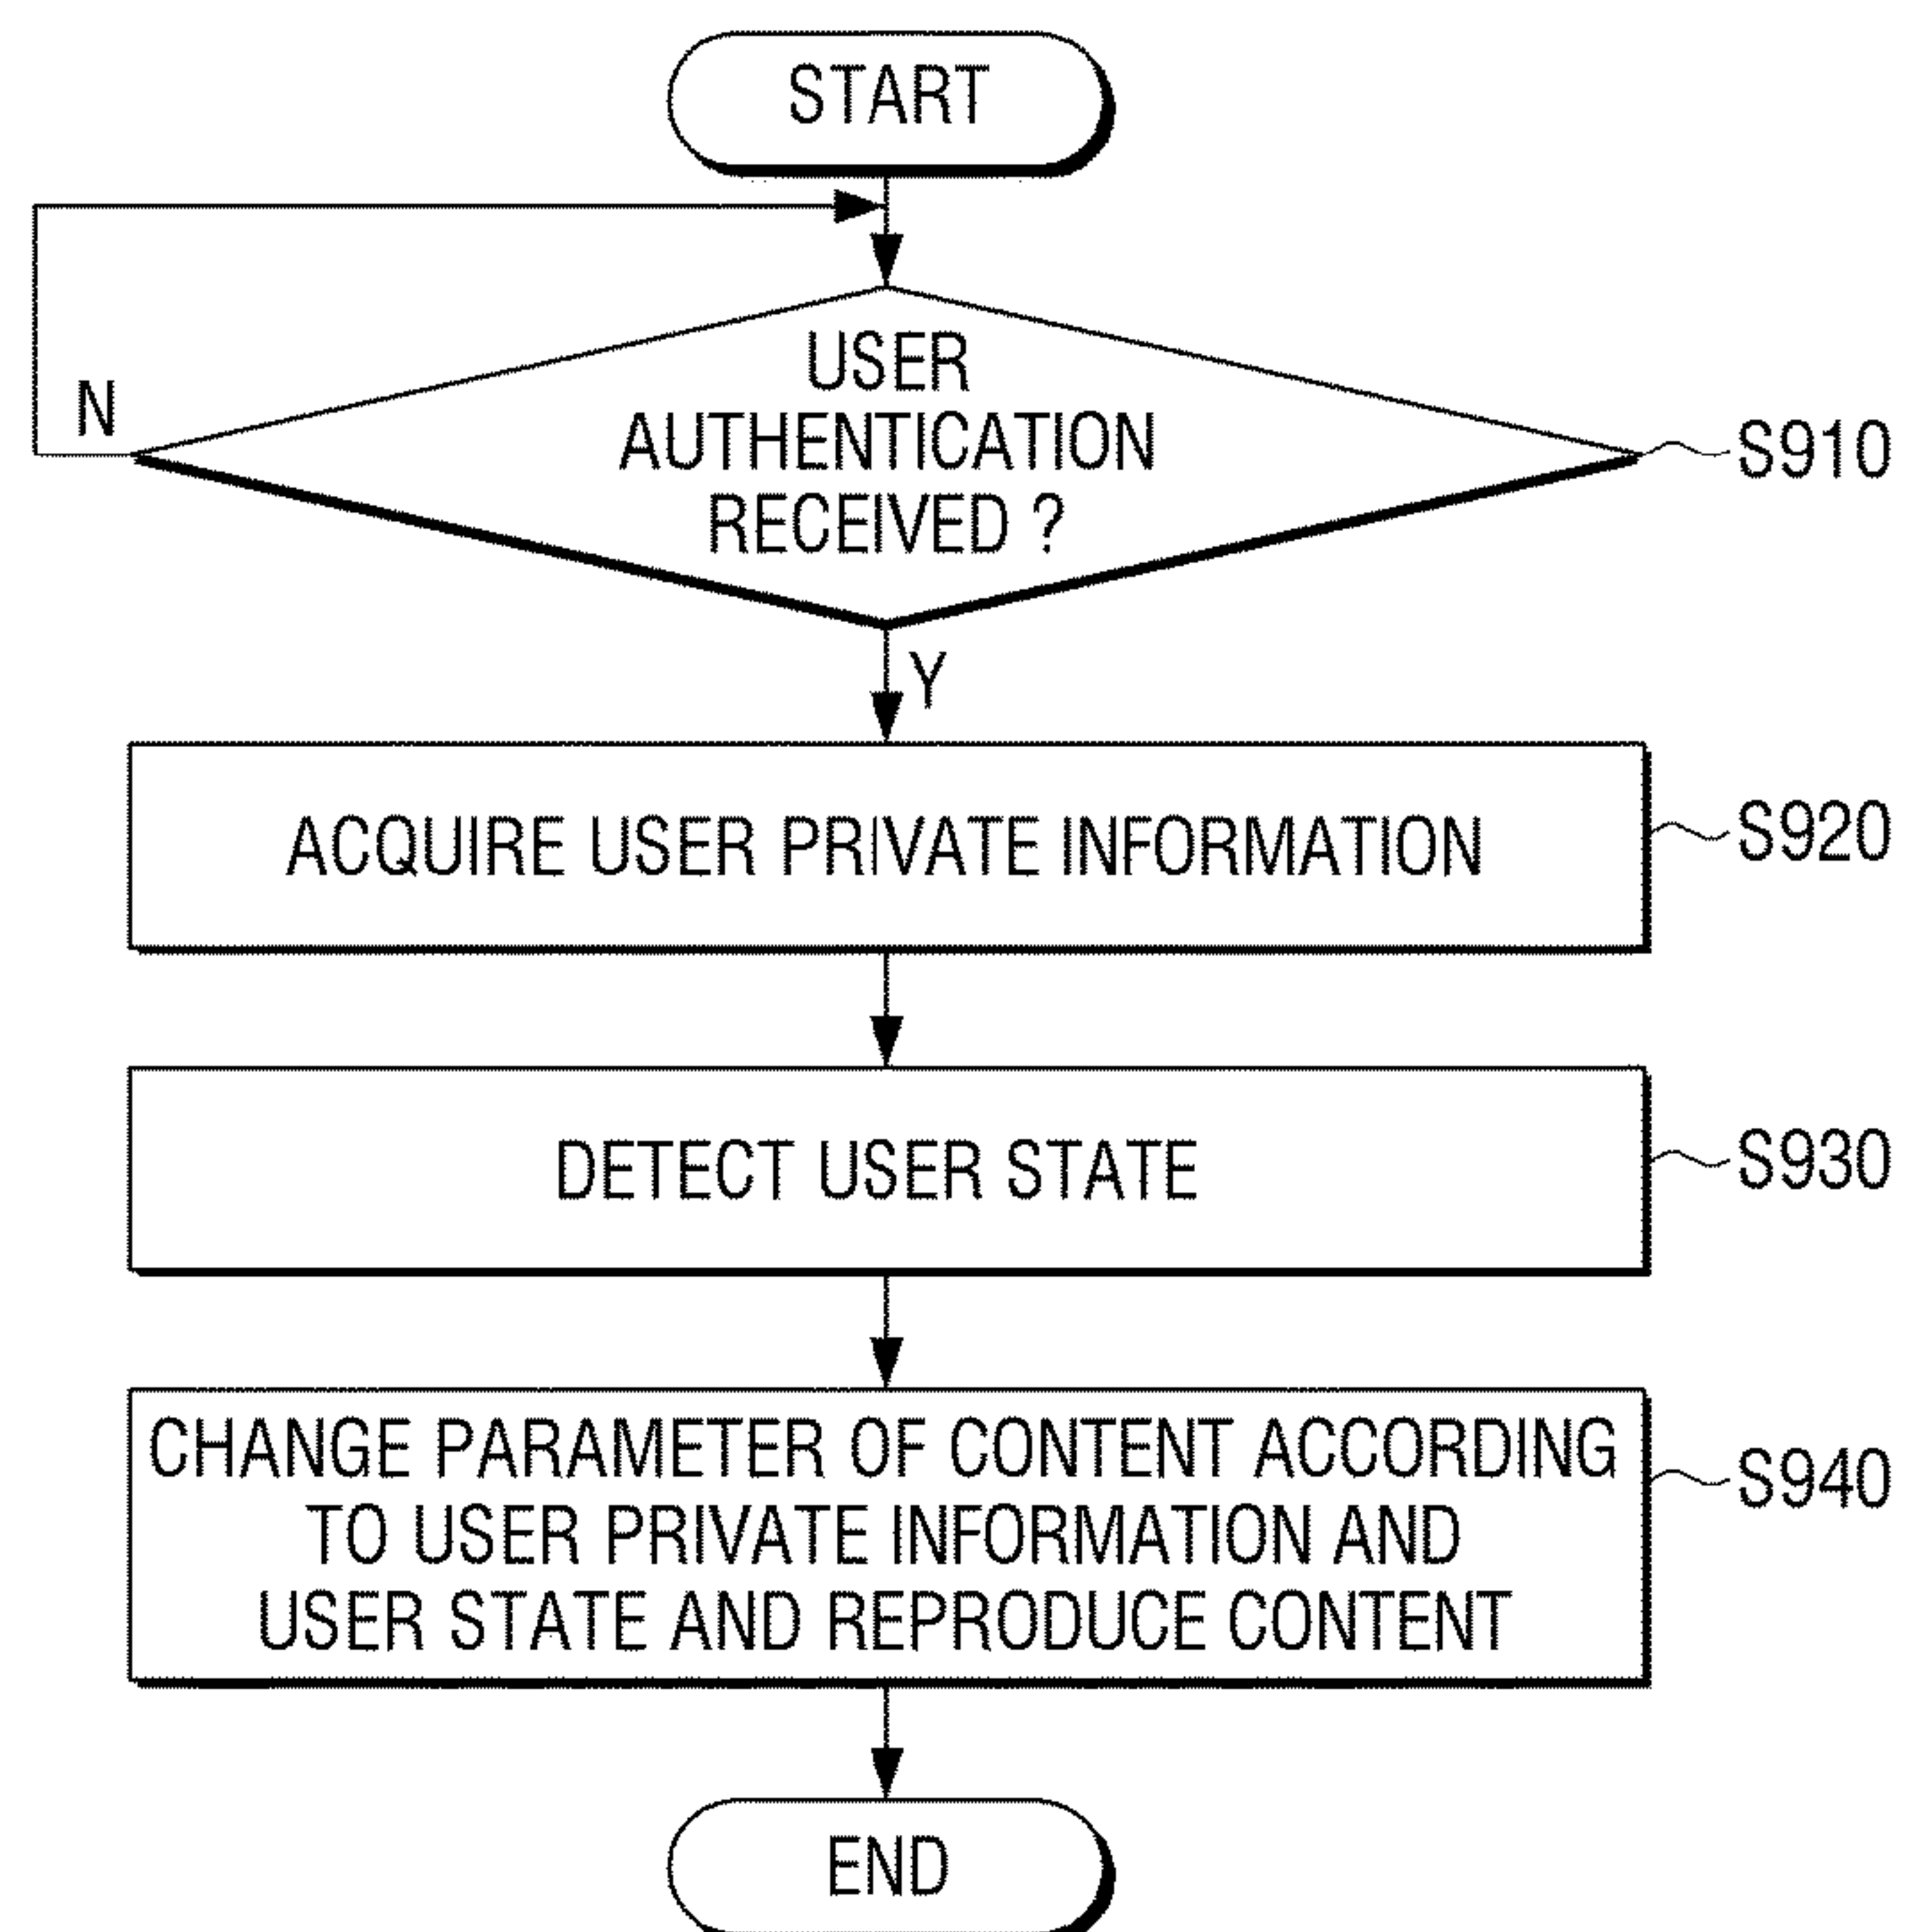 START
N
USER
AUTHENTICATION
RECEIVED ?
S910
Y
ACQUIRE USER PRIVATE INFORMATION
S920
DETECT USER STATE
S930
CHANGE PARAMETER OF CONTENT ACCORDING
TO USER PRIVATE INFORMATION AND
USER STATE AND REPRODUCE CONTENT
S940
END